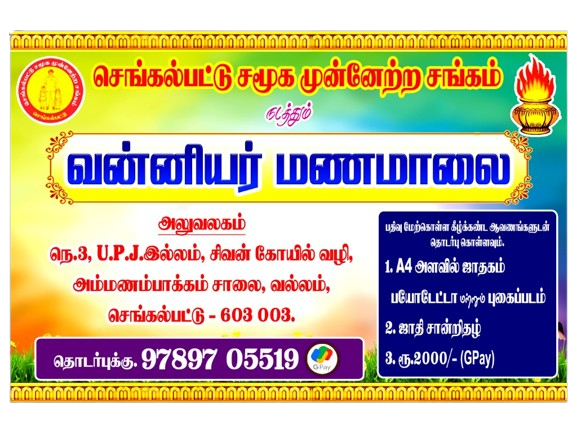 செங்கல்பட்டு சமூக முன்னேற்ற சங்கம்
நடத்தும்
வன்னியர் மணமாலை
அலுவலகம்
நெ.3, U.P.J.இல்லம், சிவன் கோயில் வழி,
அம்மணம்பாக்கம் சாலை, வல்லம்,
செங்கல்பட்டு - 603 003.
தொடர்புக்கு. 97897 05519
GPay
பதிவு மேற்கொள்ள கீழ்க்கண்ட ஆவணங்களுடன்
தொடர்பு கொள்ளவும்.
1. A4 அளவில் ஜாதகம்
பயோடேட்டா மற்றும் புகைப்படம்
2. ஜாதி சான்றிதழ்
3. ரூ.2000/- (GPay)